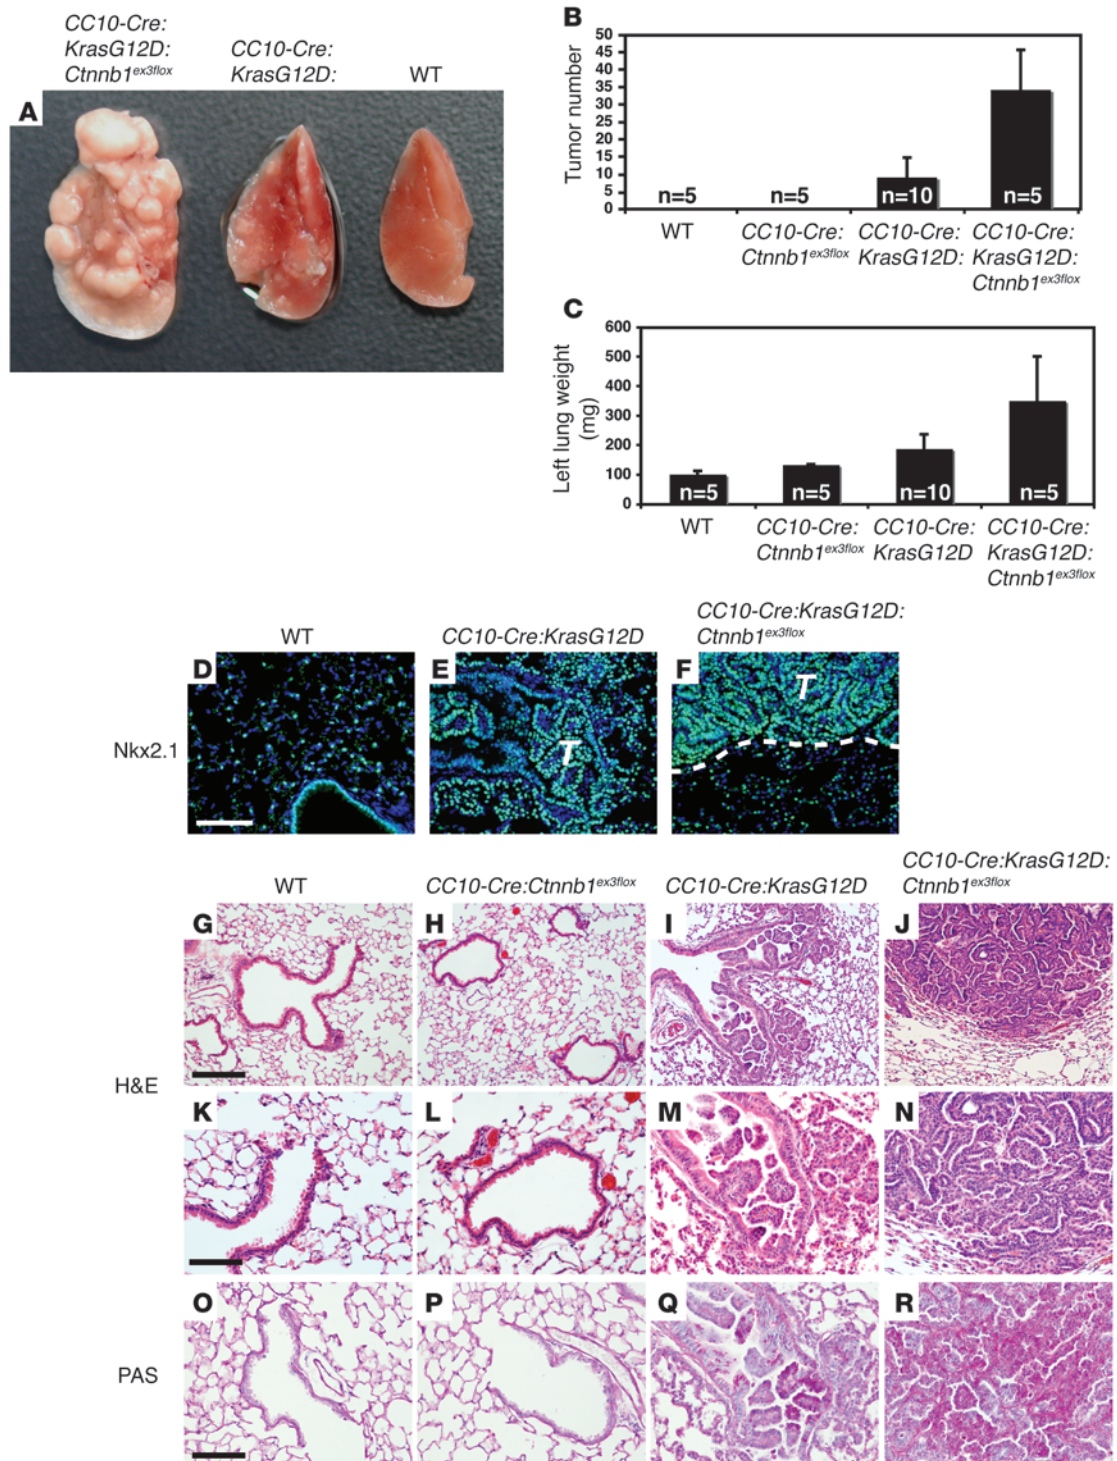 CC10-Cre:
KrasG12D:
Ctnnb1ex3flox
CC10-Cre:
KrasG12D:
WT
A
B
Tumor number
50
45
40
35
30
25
20
15
10
5
0
n=5
n=5
n=10
n=5
WT
CC10-Cre:
Ctnnb1ex3flox
CC10-Cre:
KrasG12D:
CC10-Cre:
KrasG12D:
Ctnnb1ex3flox
C
Left lung weight
(mg)
600
500
400
300
200
100
0
n=5
n=5
n=10
n=5
WT
CC10-Cre:
Ctnnb1ex3flox
CC10-Cre:
KrasG12D
CC10-Cre:
KrasG12D:
Ctnnb1ex3flox
WT
CC10-Cre:KrasG12D
CC10-Cre:KrasG12D:
Ctnnb1ex3flox
Nkx2.1
D
E
T
F
T
WT
CC10-Cre:Ctnnb1ex3flox
CC10-Cre:KrasG12D
CC10-Cre:KrasG12D:
Ctnnb1ex3flox
H&E
G
H
I
J
K
L
M
N
PAS
O
P
Q
R